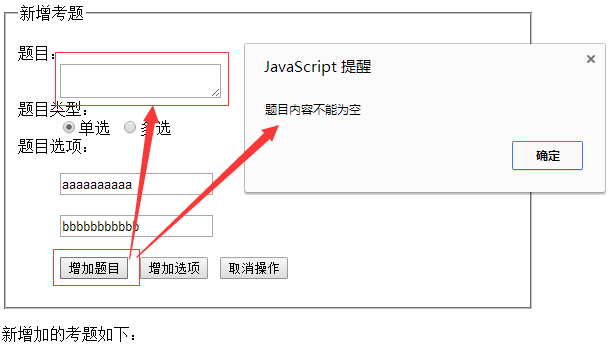 新增考题
题目:
JavaScript 提醒
题目内容不能为空
确定
题目类型:
单选 多选
题目选项:
aaaaaaaaaa
bbbbbbbbbbb
增加题目 增加选项 取消操作
新增加的考题如下: